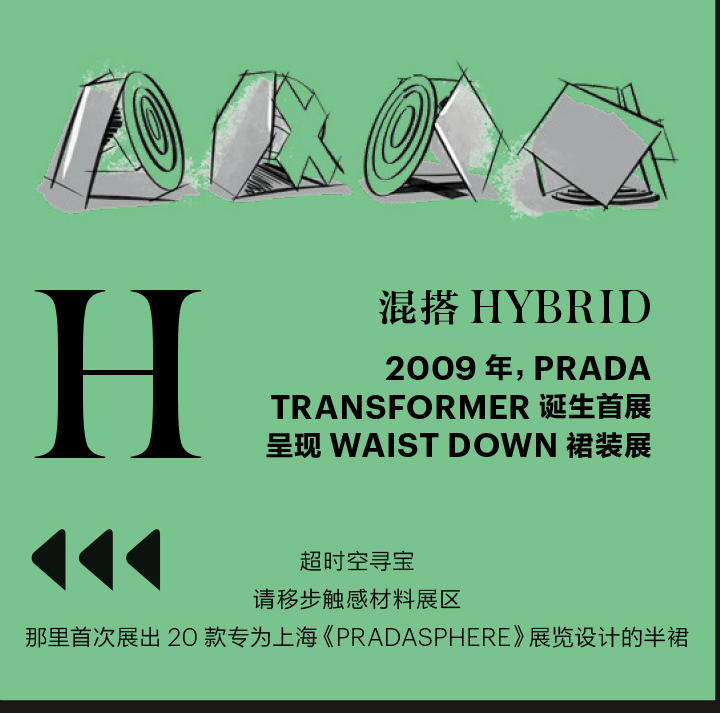 H
混搭 HYBRID
2009 年, PRADA
TRANSFORMER 诞生首展
呈现 WAIST DOWN 裙装展
超时空寻宝
请移步触感材料展区
那里首次展出 20 款专为上海《PRADASPHERE》展览设计的半裙